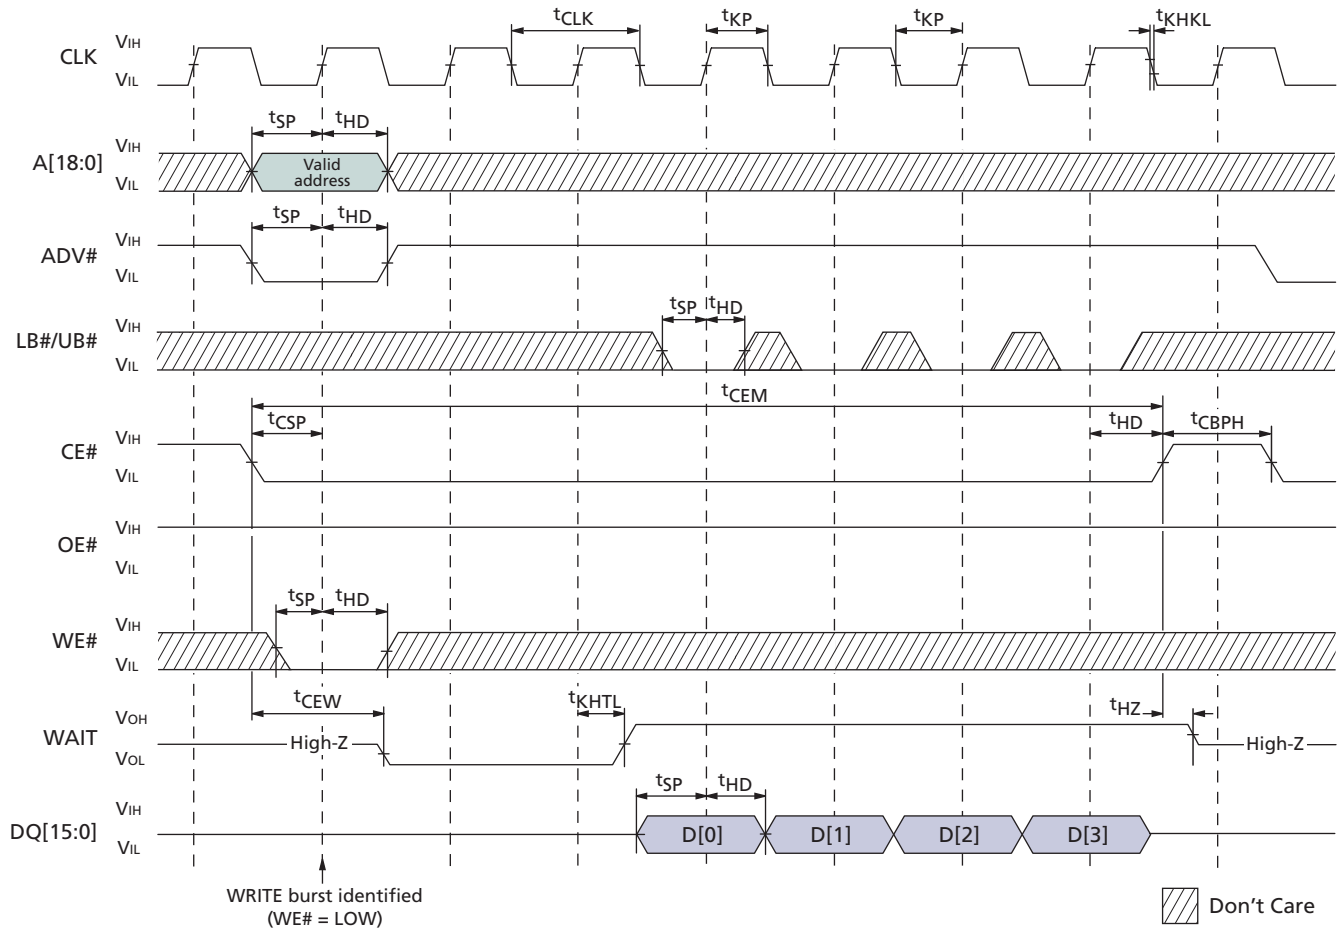 tCLK tKP tKP tKHKL
CLK VIH
VIL
tSP tHD
A[18:0] VIH
VIL
Valid
address
tSP tHD
ADV# VIH
VIL
tSP tHD
LB#/UB# VIH
VIL
tCEM
tCSP tHD tCBPH
CE# VIH
VIL
OE# VIH
VIL
tSP tHD
WE# VIH
VIL
tCEW tKHTL tHZ
WAIT VOH
VOL
High-Z High-Z
tSP tHD
DQ[15:0] VIH
VIL
D[0] D[1] D[2] D[3]
WRITE burst identified
(WE# = LOW)
Don't Care